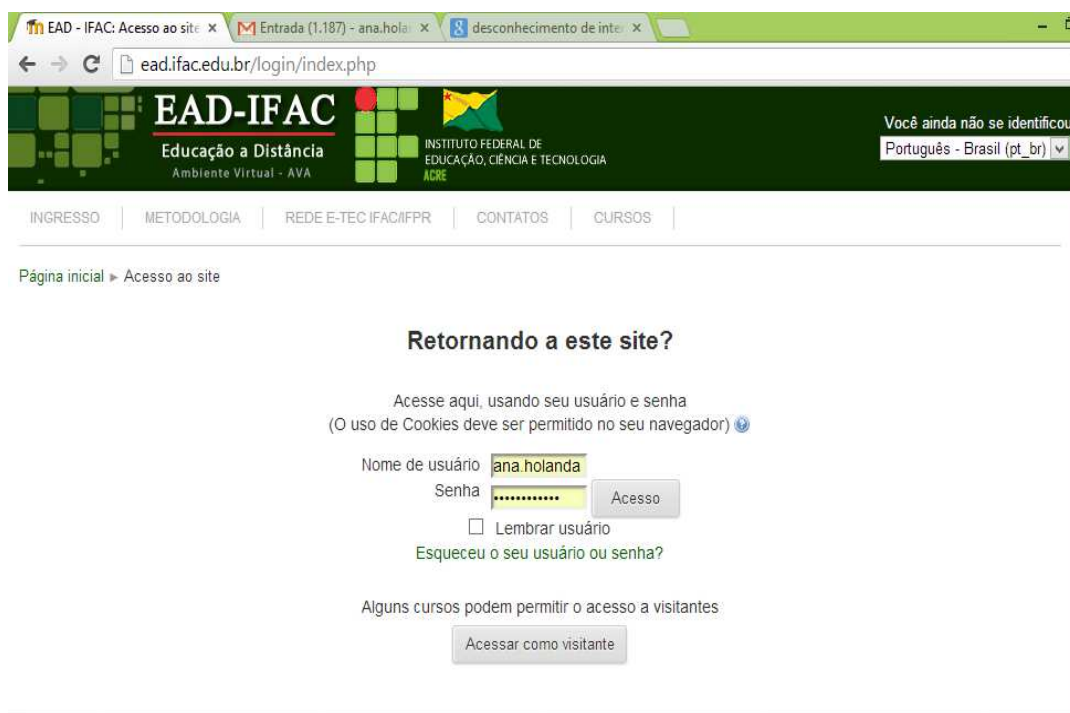 EAD - IFAC: Acesso ao site
Entrada (1.187) - ana.hola
desconhecimento de inter
ead.ifac.edu.br/login/index.php
EAD-IFAC
Educação a Distância
Ambiente Virtual - AVA
INSTITUTO FEDERAL DE
EDUCAÇÃO, CIÊNCIA E TECNOLOGIA
ACRE
Você ainda não se identificou
Português - Brasil (pt_br)
INGRESSO METODOLOGIA REDE E-TEC IFAC/IFPR CONTATOS CURSOS
Página inicial ► Acesso ao site
Retornando a este site?
Acesse aqui, usando seu usuário e senha
(O uso de Cookies deve ser permitido no seu navegador)
Nome de usuário ana.holanda
Senha •••••••••••• Acesso
Lembrar usuário
Esqueceu o seu usuário ou senha?
Alguns cursos podem permitir o acesso a visitantes
Acessar como visitante